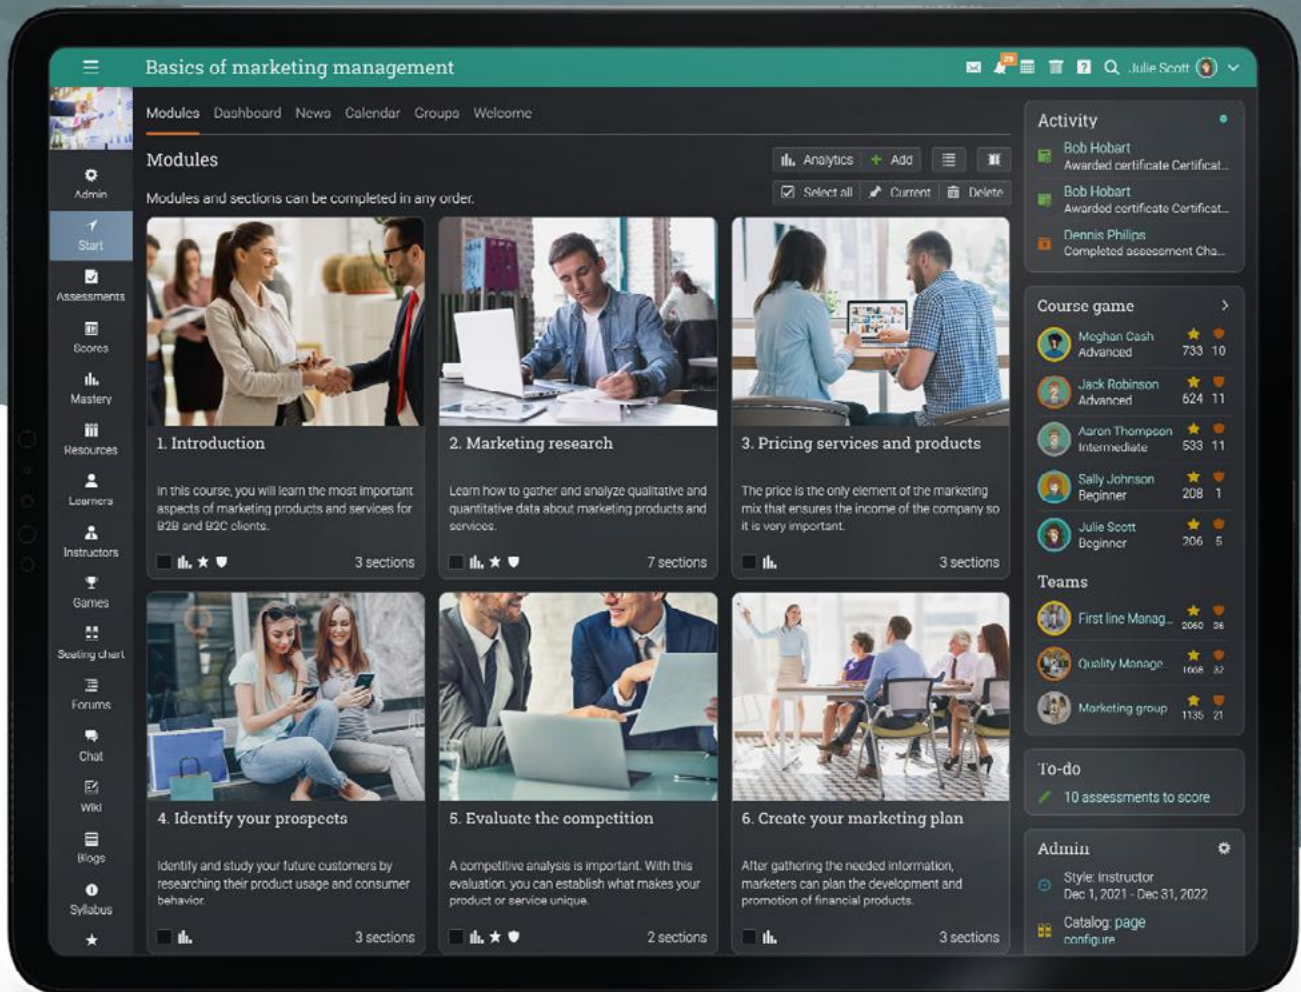 Basics of marketing management
29
?
Julie Scott
Modules Dashboard News Calendar Groups Welcome
Admin
Start
Assessments
Scores
Mastery
Resources
Learners
Instructors
Games
Seating chart
Forums
Chat
Wiki
Blogs
Syllabus
Modules
Analytics
Add
Modules and sections can be completed in any order.
Select all
Current
Delete
1. Introduction
In this course, you will learn the most important
aspects of marketing products and services for
B2B and B2C clients.
3 sections
2. Marketing research
Learn how to gather and analyze qualitative and
quantitative data about marketing products and
services.
7 sections
3. Pricing services and products
The price is the only element of the marketing
mix that ensures the income of the company so
it is very important.
3 sections
4. Identify your prospects
Identify and study your future customers by
researching their product usage and consumer
behavior.
3 sections
5. Evaluate the competition
A competitive analysis is important. With this
evaluation, you can establish what makes your
product or service unique.
2 sections
6. Create your marketing plan
After gathering the needed information,
marketers can plan the development and
promotion of financial products.
3 sections
Activity
Bob Hobart
Awarded certificate Certificat...
Bob Hobart
Awarded certificate Certificat...
Dennis Philips
Completed assessment Cha...
Course game
Meghan Cash
Advanced
733 10
Jack Robinson
Advanced
624 11
Aaron Thompson
Intermediate
533 11
Sally Johnson
Beginner
208 1
Julie Scott
Beginner
206 5
Teams
First line Manag...
2060 36
Quality Manage...
1668 32
Marketing group
1135 21
To-do
10 assessments to score
Admin
Style: Instructor
Dec 1, 2021 - Dec 31, 2022
Catalog: page
configure